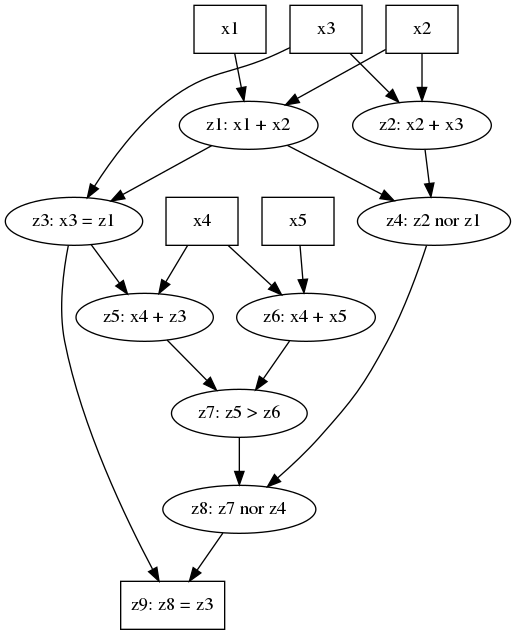 x1
x3
x2
z1: x1 + x2
z2: x2 + x3
z3: x3 = z1
x4
x5
z4: z2 nor z1
z5: x4 + z3
z6: x4 + x5
z7: z5 > z6
z8: z7 nor z4
z9: z8 = z3